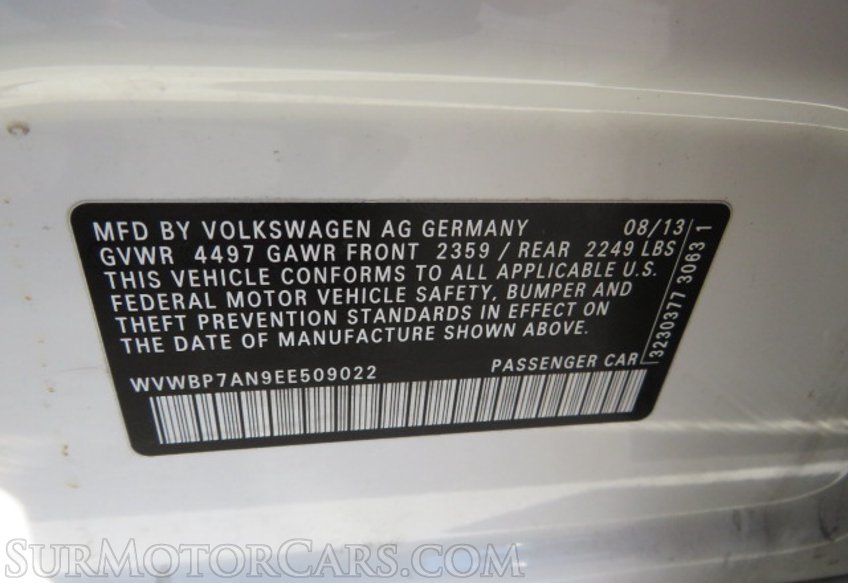 MFD BY VOLKSWAGEN AG GERMANY 08/13
GVWR 4497 GAWR FRONT 2359 / REAR 2249 LBS
THIS VEHICLE CONFORMS TO ALL APPLICABLE U.S.
FEDERAL MOTOR VEHICLE SAFETY, BUMPER AND
THEFT PREVENTION STANDARDS IN EFFECT ON
THE DATE OF MANUFACTURE SHOWN ABOVE.
WVWBP7AN9EE509022 PASSENGER CAR
3230377 3063 1
SURMOTORCARS.COM